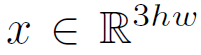 x ∈ ℝ^{3hw}